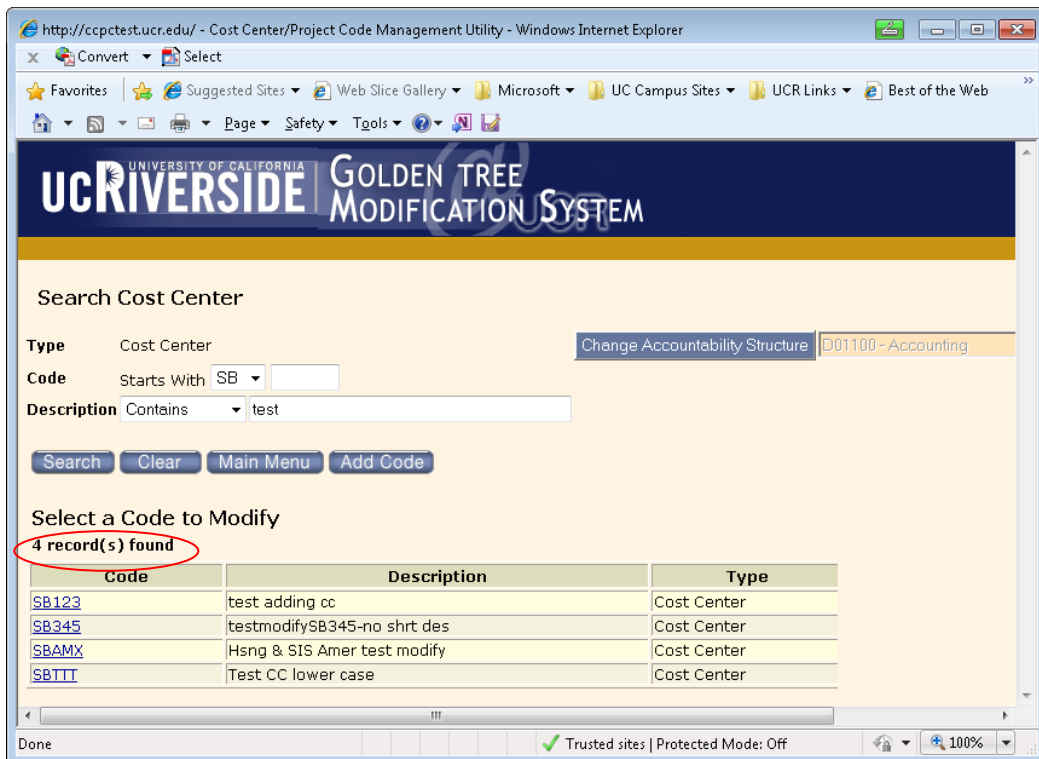 http://ccpctest.ucr.edu/ - Cost Center/Project Code Management Utility - Windows Internet Explorer
x Convert Select
Favorites Suggested Sites Web Slice Gallery Microsoft UC Campus Sites UCR Links Best of the Web »
Page Safety Tools
UNIVERSITY OF CALIFORNIA
UCRIVERSIDE GOLDEN TREE
MODIFICATION SYSTEM
@UCR
Search Cost Center
Type Cost Center Change Accountability Structure D01100 - Accounting
Code Starts With SB
Description Contains test
Search Clear Main Menu Add Code
Select a Code to Modify
4 record(s) found
Code Description Type
SB123 test adding cc Cost Center
SB345 testmodifySB345-no shrt des Cost Center
SBAMX Hsng & SIS Amer test modify Cost Center
SBTTT Test CC lower case Cost Center
Done Trusted sites | Protected Mode: Off 100%